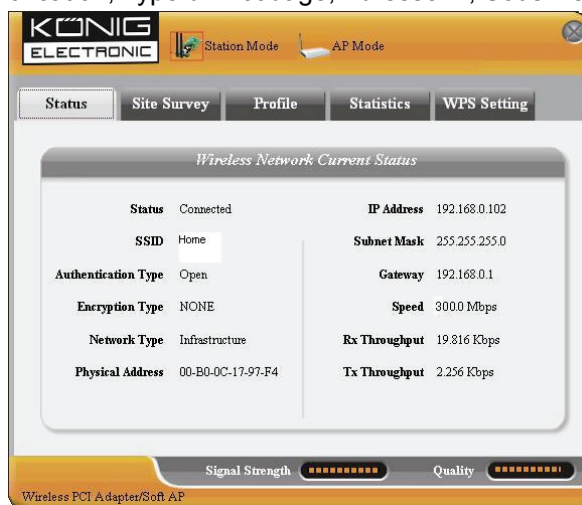 KÖNIG
ELECTRONIC
Station Mode
AP Mode
Status
Site Survey
Profile
Statistics
WPS Setting
Wireless Network Current Status
Status Connected
IP Address 192.168.0.102
SSID Home
Subnet Mask 255.255.255.0
Authentication Type Open
Gateway 192.168.0.1
Encryption Type NONE
Speed 300.0 Mbps
Network Type Infrastructure
Rx Throughput 19.816 Kbps
Physical Address 00-B0-0C-17-97-F4
Tx Throughput 2.256 Kbps
Signal Strength
Quality
Wireless PCI Adapter/Soft AP